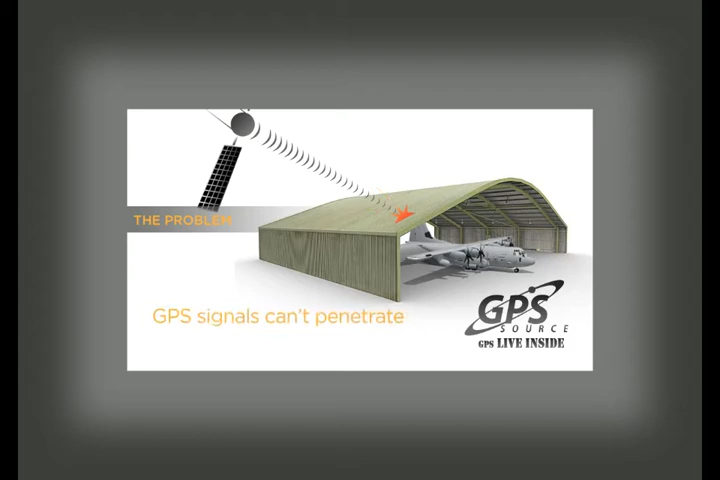 THE PROBLEM
GPS signals can't penetrate
GPS
SOURCE
GPS LIVE INSIDE